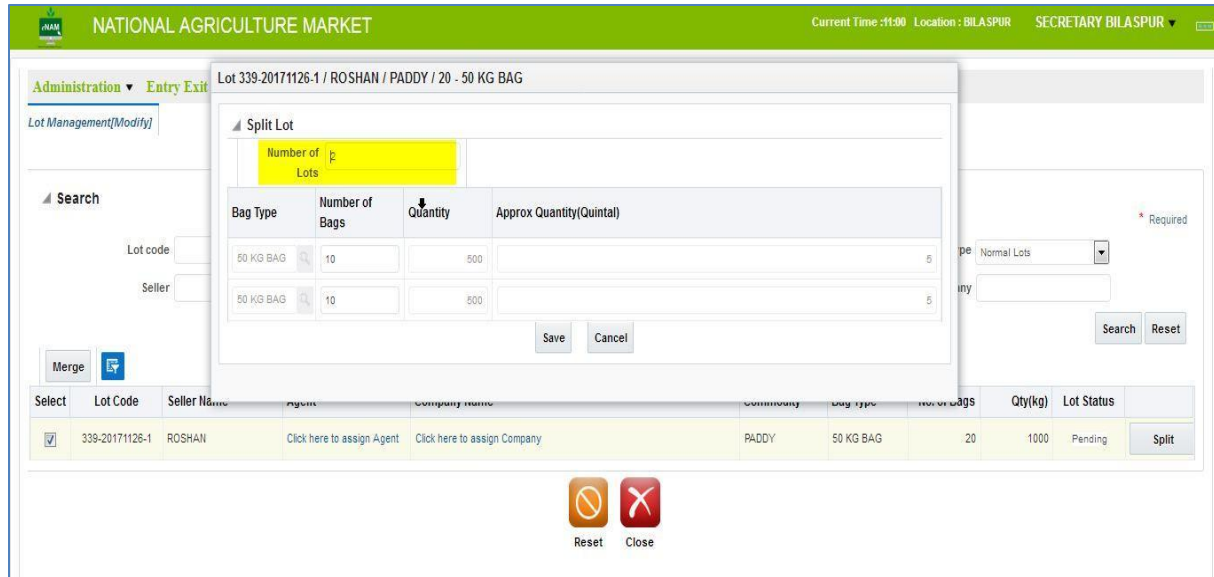 eNAM NATIONAL AGRICULTURE MARKET Current Time :11:00 Location : BILASPUR SECRETARY BILASPUR
Lot 339-20171126-1 / ROSHAN / PADDY / 20 - 50 KG BAG
Administration Entry Exit
Lot Management[Modify]
Split Lot
Number of Lots 2
Search
Bag Type Number of Bags Quantity Approx Quantity(Quintal)
* Required
Lot code 50 KG BAG 10 500 5 pe Normal Lots
Seller 50 KG BAG 10 500 5 any
Save Cancel Search Reset
Merge
Select Lot Code Seller Name Agent Company Name Commodity Bag Type No. of Bags Qty(kg) Lot Status
339-20171126-1 ROSHAN Click here to assign Agent Click here to assign Company PADDY 50 KG BAG 20 1000 Pending Split
Reset Close